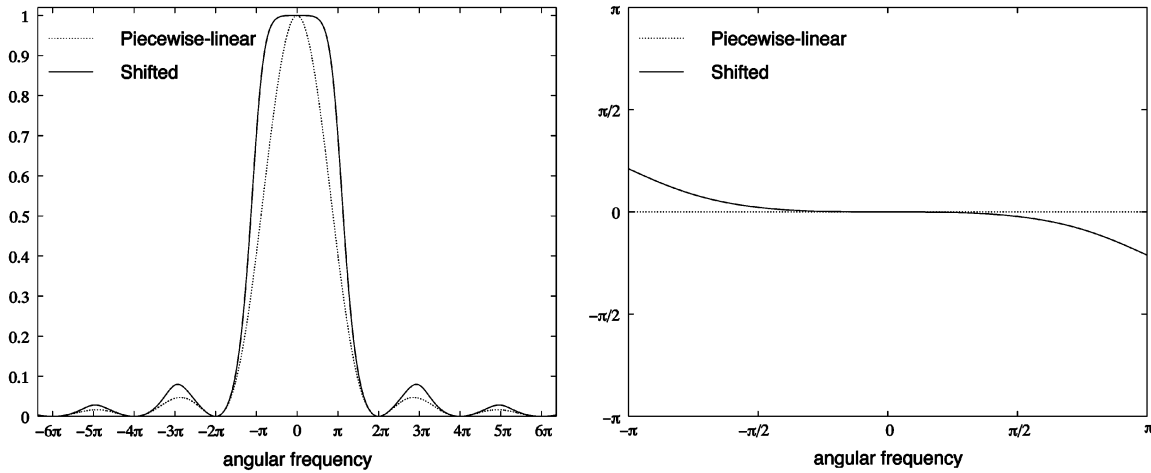 1
0.9
0.8
0.7
0.6
0.5
0.4
0.3
0.2
0.1
0
Piecewise-linear
Shifted
−6π −5π −4π −3π −2π −π 0 π 2π 3π 4π 5π 6π
angular frequency
π
π/2
0
−π/2
−π
Piecewise-linear
Shifted
−π −π/2 0 π/2 π
angular frequency